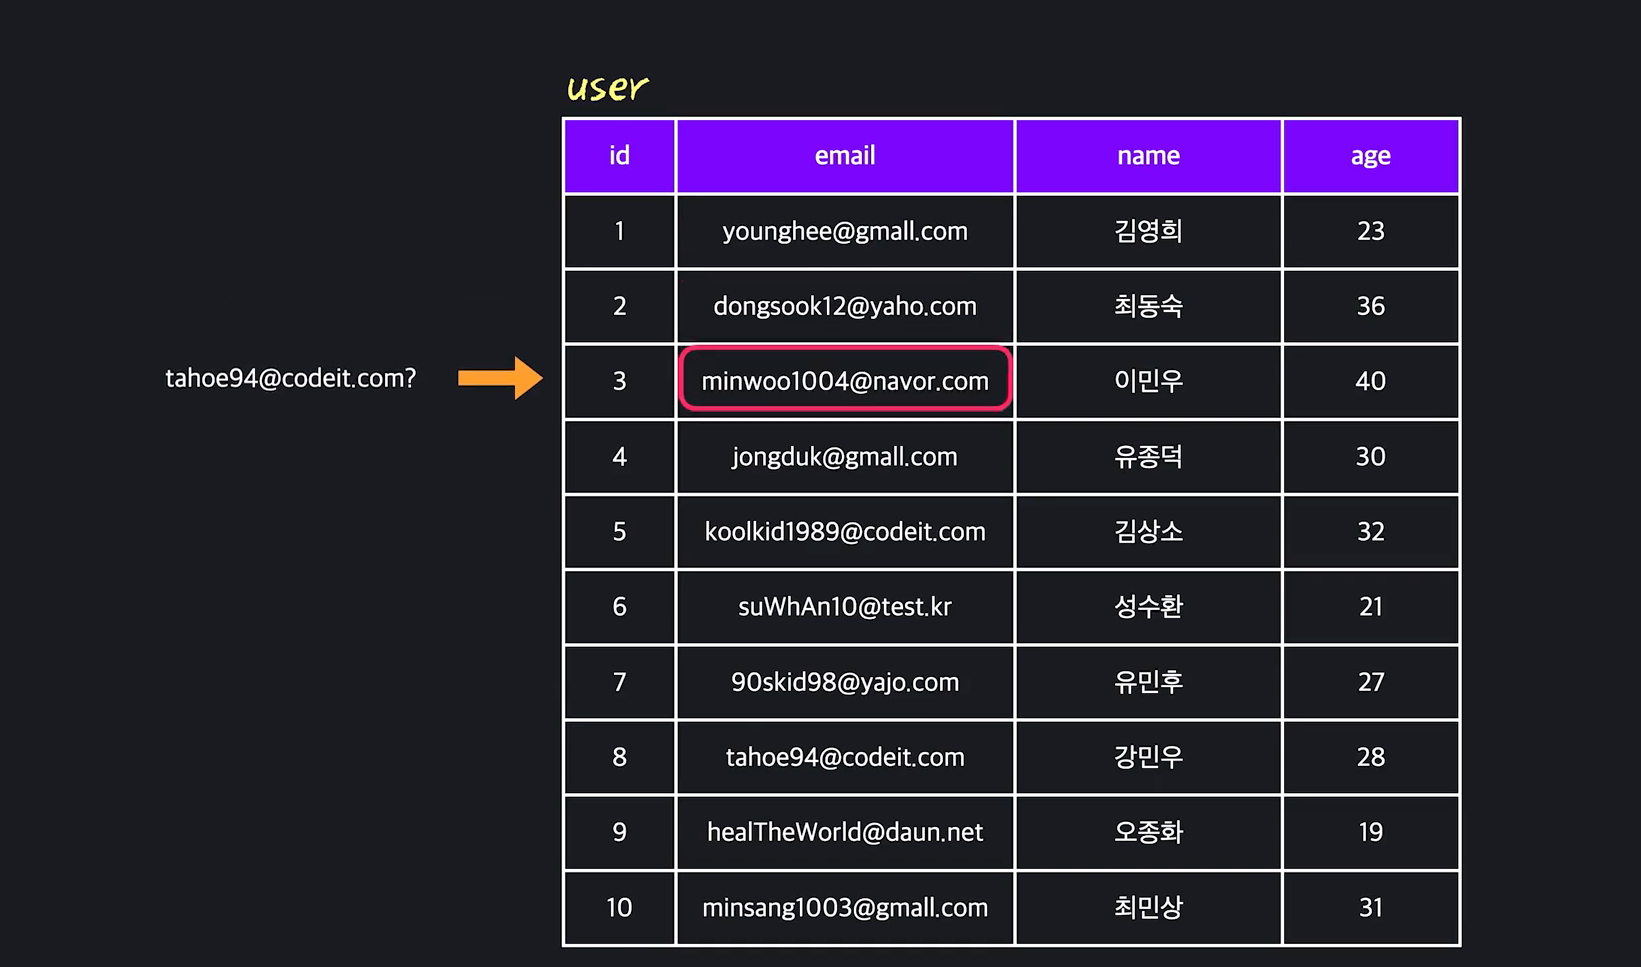 user
id email name age
1 younghee@gmall.com 김영희 23
2 dongsook12@yaho.com 최동숙 36
tahoe94@codeit.com? 3 minwoo1004@navor.com 이민우 40
4 jongduk@gmall.com 유종덕 30
5 koolkid1989@codeit.com 김상소 32
6 suWhAn10@test.kr 성수환 21
7 90skid98@yajo.com 유민후 27
8 tahoe94@codeit.com 강민우 28
9 healTheWorld@daun.net 오종화 19
10 minsang1003@gmall.com 최민상 31